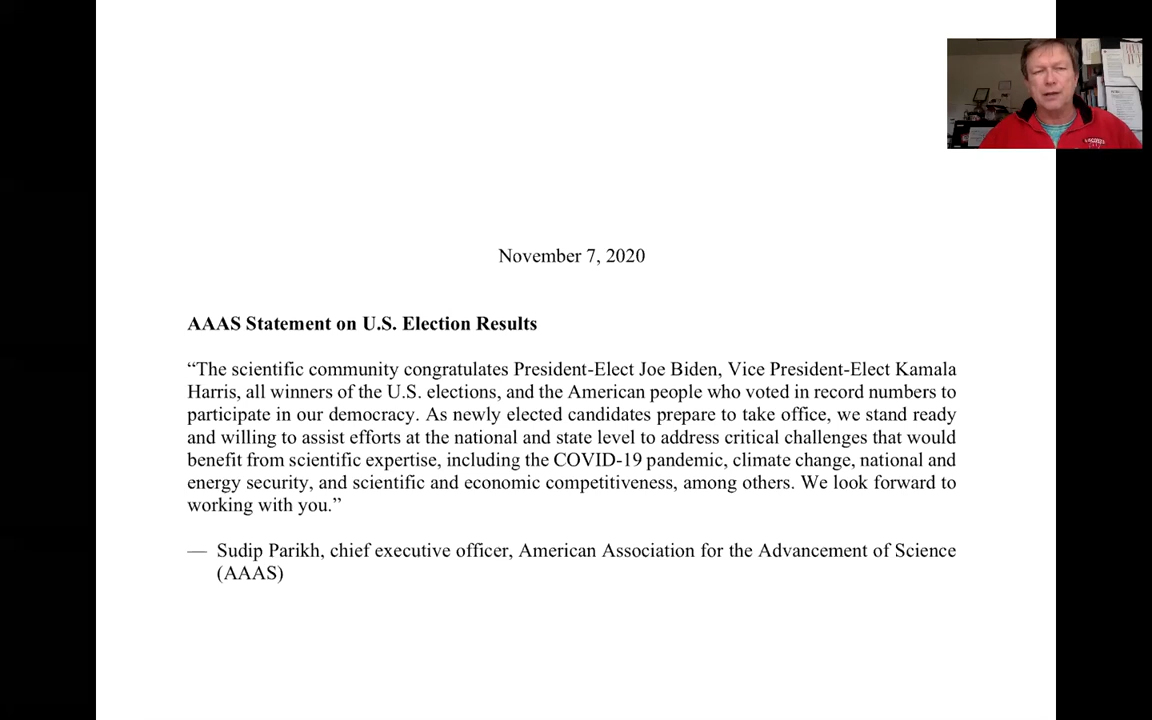 November 7, 2020
AAAS Statement on U.S. Election Results
“The scientific community congratulates President-Elect Joe Biden, Vice President-Elect Kamala
Harris, all winners of the U.S. elections, and the American people who voted in record numbers to
participate in our democracy. As newly elected candidates prepare to take office, we stand ready
and willing to assist efforts at the national and state level to address critical challenges that would
benefit from scientific expertise, including the COVID-19 pandemic, climate change, national and
energy security, and scientific and economic competitiveness, among others. We look forward to
working with you.”
— Sudip Parikh, chief executive officer, American Association for the Advancement of Science
(AAAS)